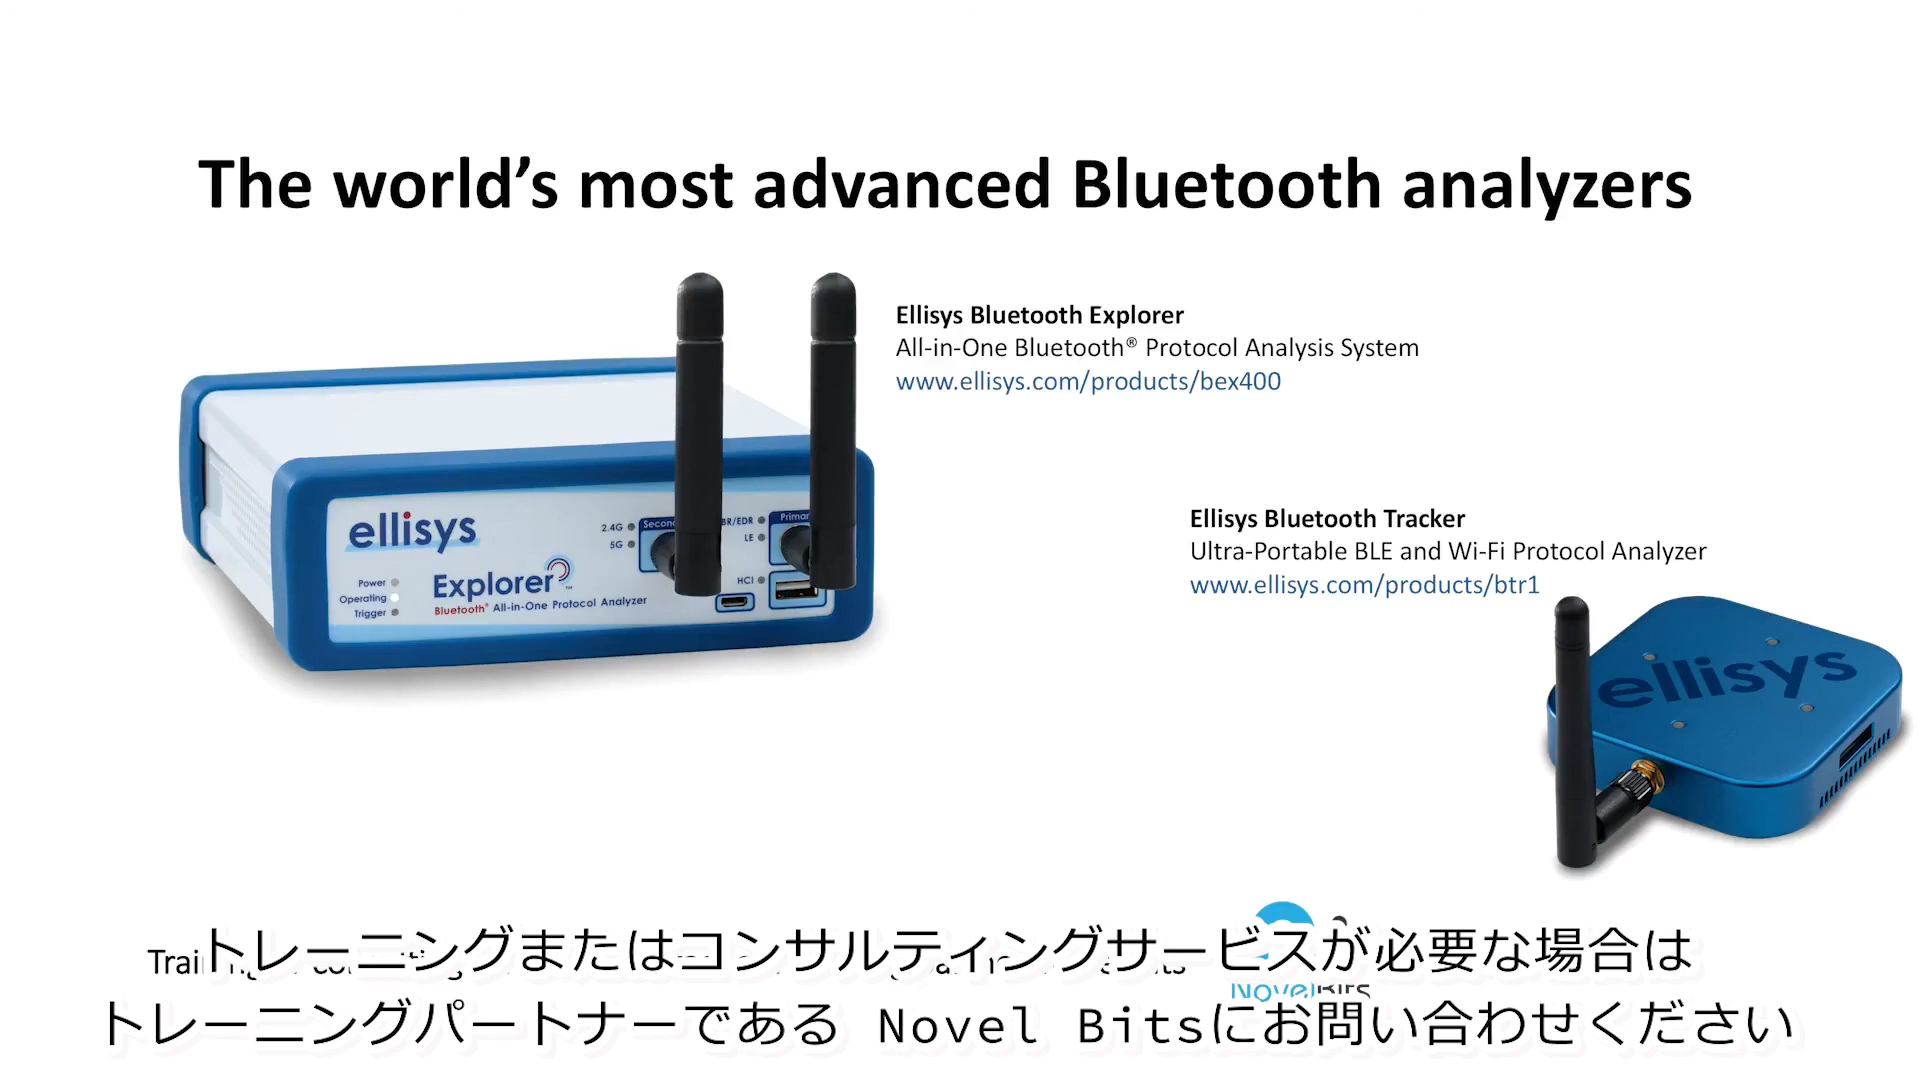 The world’s most advanced Bluetooth analyzers
Ellisys Bluetooth Explorer
All-in-One Bluetooth® Protocol Analysis System
www.ellisys.com/products/bex400
ellisys
2.4G
5G
BR/EDR
LE
HCI
Power
Operating
Trigger
Explorer™
Bluetooth® All-in-One Protocol Analyzer
Ellisys Bluetooth Tracker
Ultra-Portable BLE and Wi-Fi Protocol Analyzer
www.ellisys.com/products/btr1
ellisys
トレーニングまたはコンサルティングサービスが必要な場合は
NovelBits
トレーニングパートナーである Novel Bitsにお問い合わせください